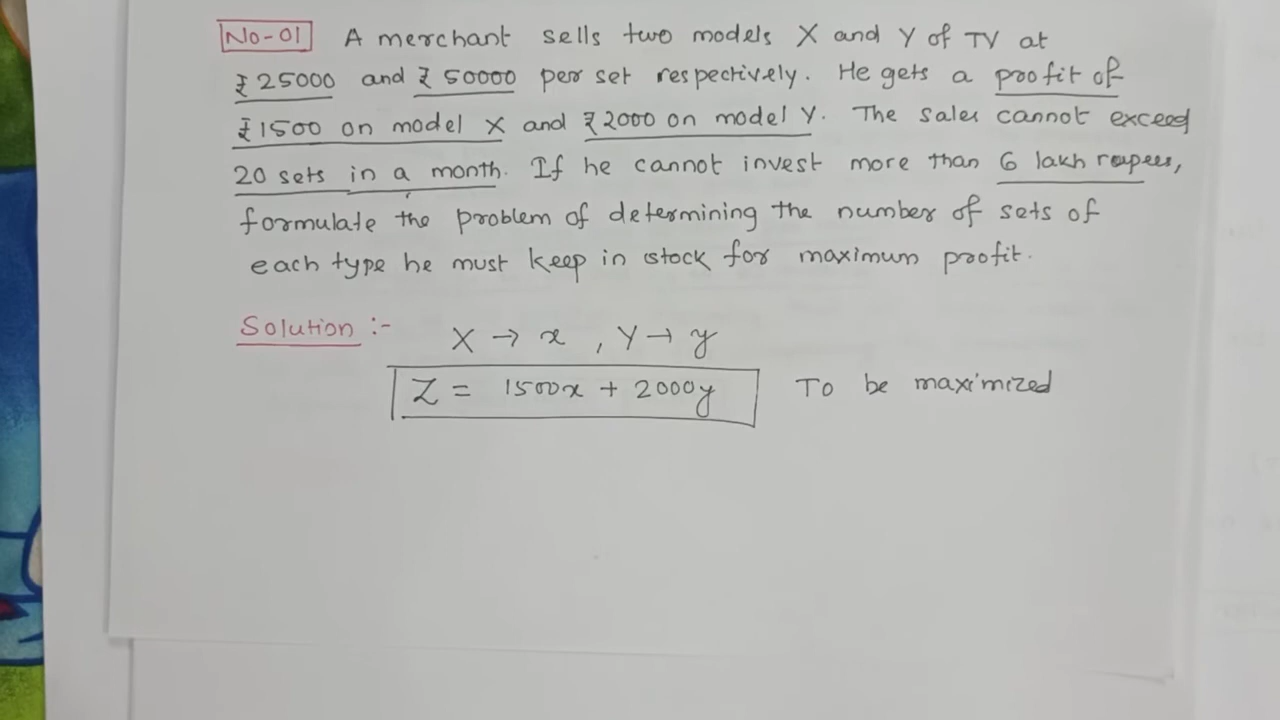 No-01 A merchant sells two models X and Y of TV at
₹25000 and ₹50000 per set respectively. He gets a profit of
₹1500 on model X and ₹2000 on model Y. The sales cannot exceed
20 sets in a month. If he cannot invest more than 6 lakh rupees,
formulate the problem of determining the number of sets of
each type he must keep in stock for maximum profit.
Solution :-
X → x , Y → y
Z = 1500x + 2000y To be maximized